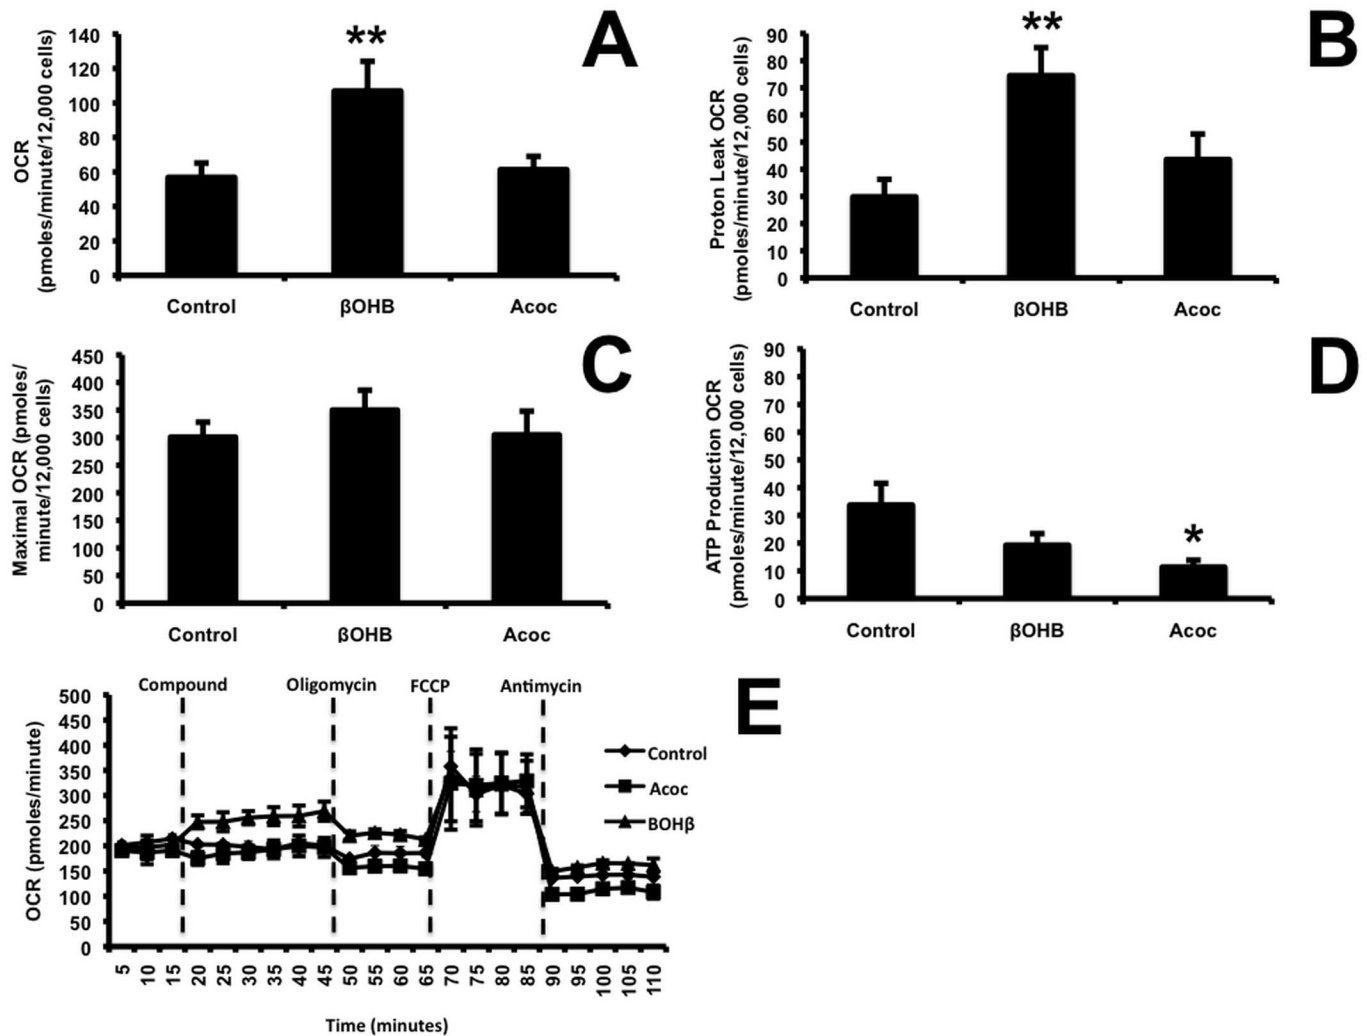 A
**
OCR
(pmoles/minute/12,000 cells)
140
120
100
80
60
40
20
0
Control βOHB Acoc
B
**
Proton Leak OCR
(pmoles/minute/12,000 cells)
90
80
70
60
50
40
30
20
10
0
Control βOHB Acoc
C
Maximal OCR (pmoles/
minute/12,000 cells)
450
400
350
300
250
200
150
100
50
0
Control βOHB Acoc
D
*
ATP Production OCR
(pmoles/minute/12,000 cells)
90
80
70
60
50
40
30
20
10
0
Control βOHB Acoc
E
Compound Oligomycin FCCP Antimycin
OCR (pmoles/minute)
500
450
400
350
300
250
200
150
100
50
0
Control
Acoc
BOHβ
5 10 15 20 25 30 35 40 45 50 55 60 65 70 75 80 85 90 95 100 105 110
Time (minutes)